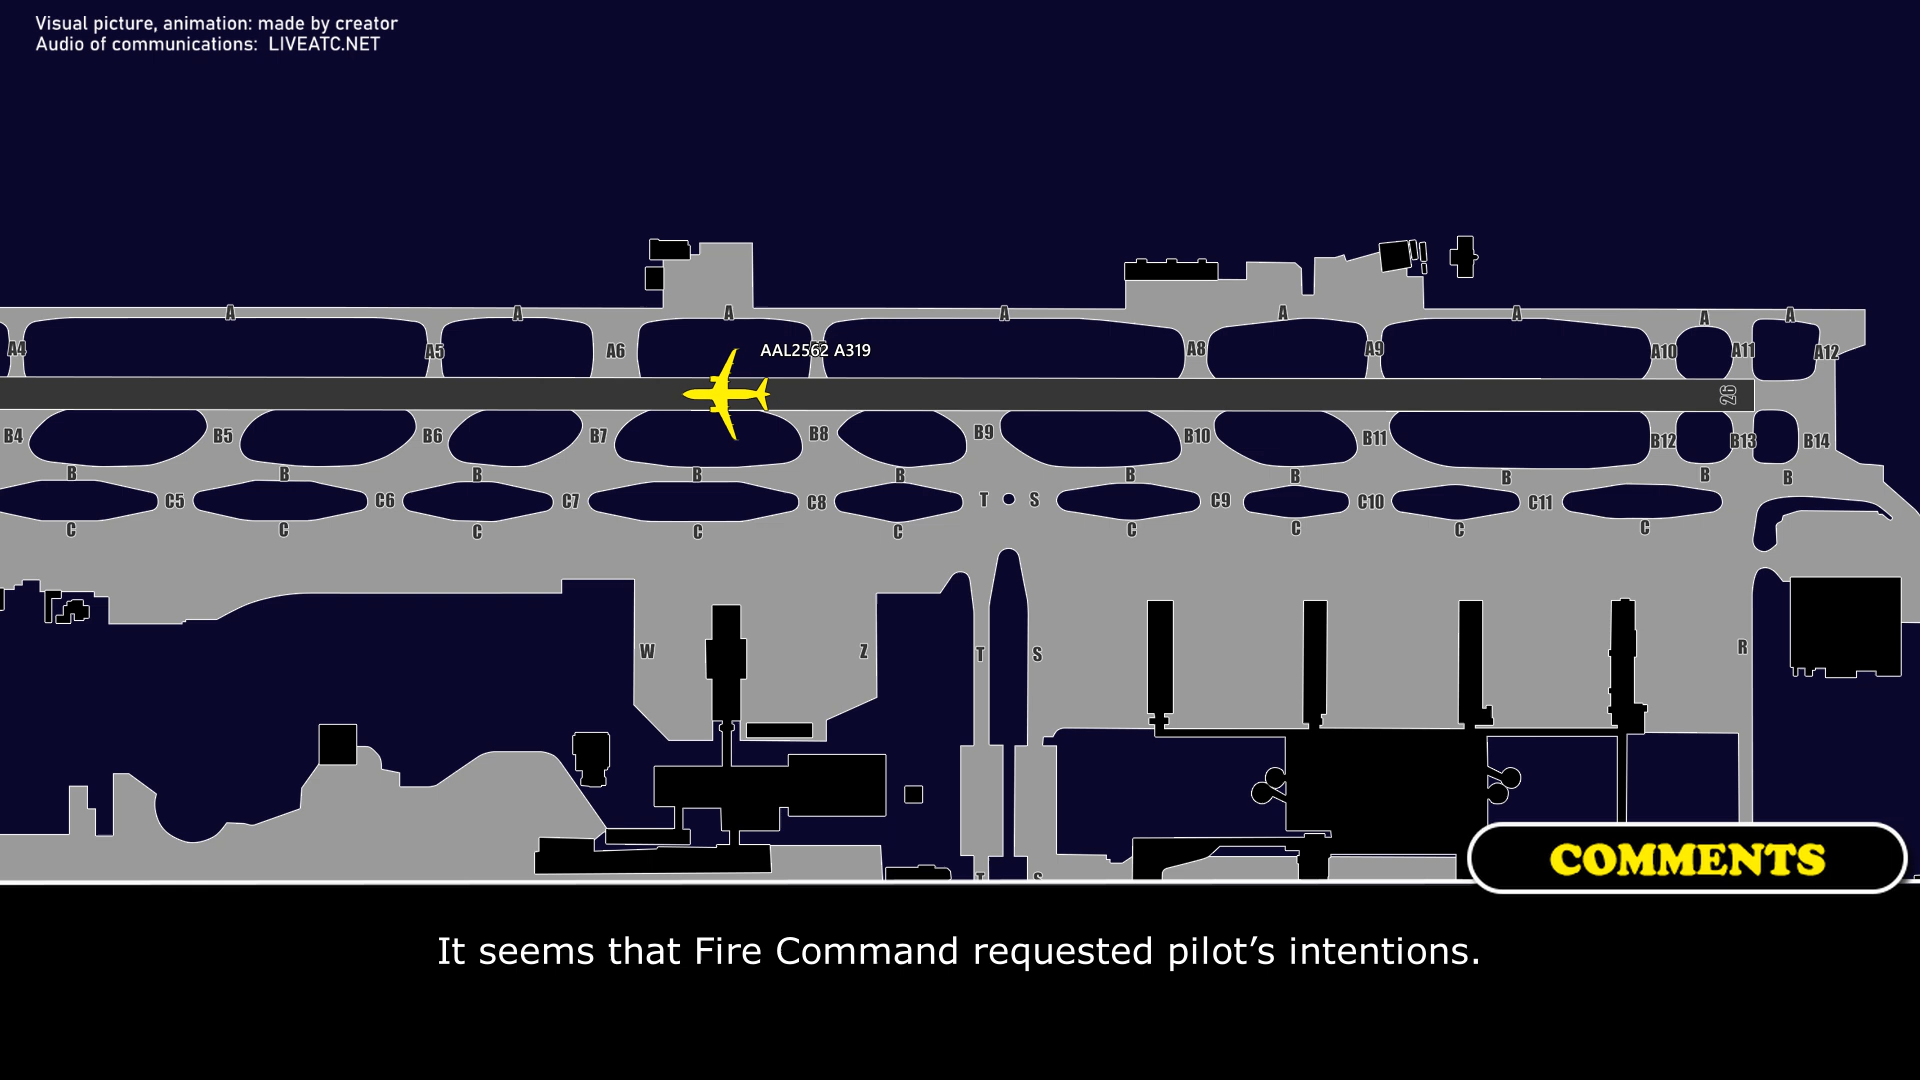 Visual picture, animation: made by creator
Audio of communications: LIVEATC.NET
A A A A A A A A
A4 A5 A6 AAL2562 A319 A8 A9 A10 A11 A12
26
B4 B5 B6 B7 B8 B9 B10 B11 B12 B13 B14
B B B B B B B B B B
C5 C6 C7 C8 T S C9 C10 C11
C C C C C C C C C
W Z T S R
T S
COMMENTS
It seems that Fire Command requested pilot’s intentions.